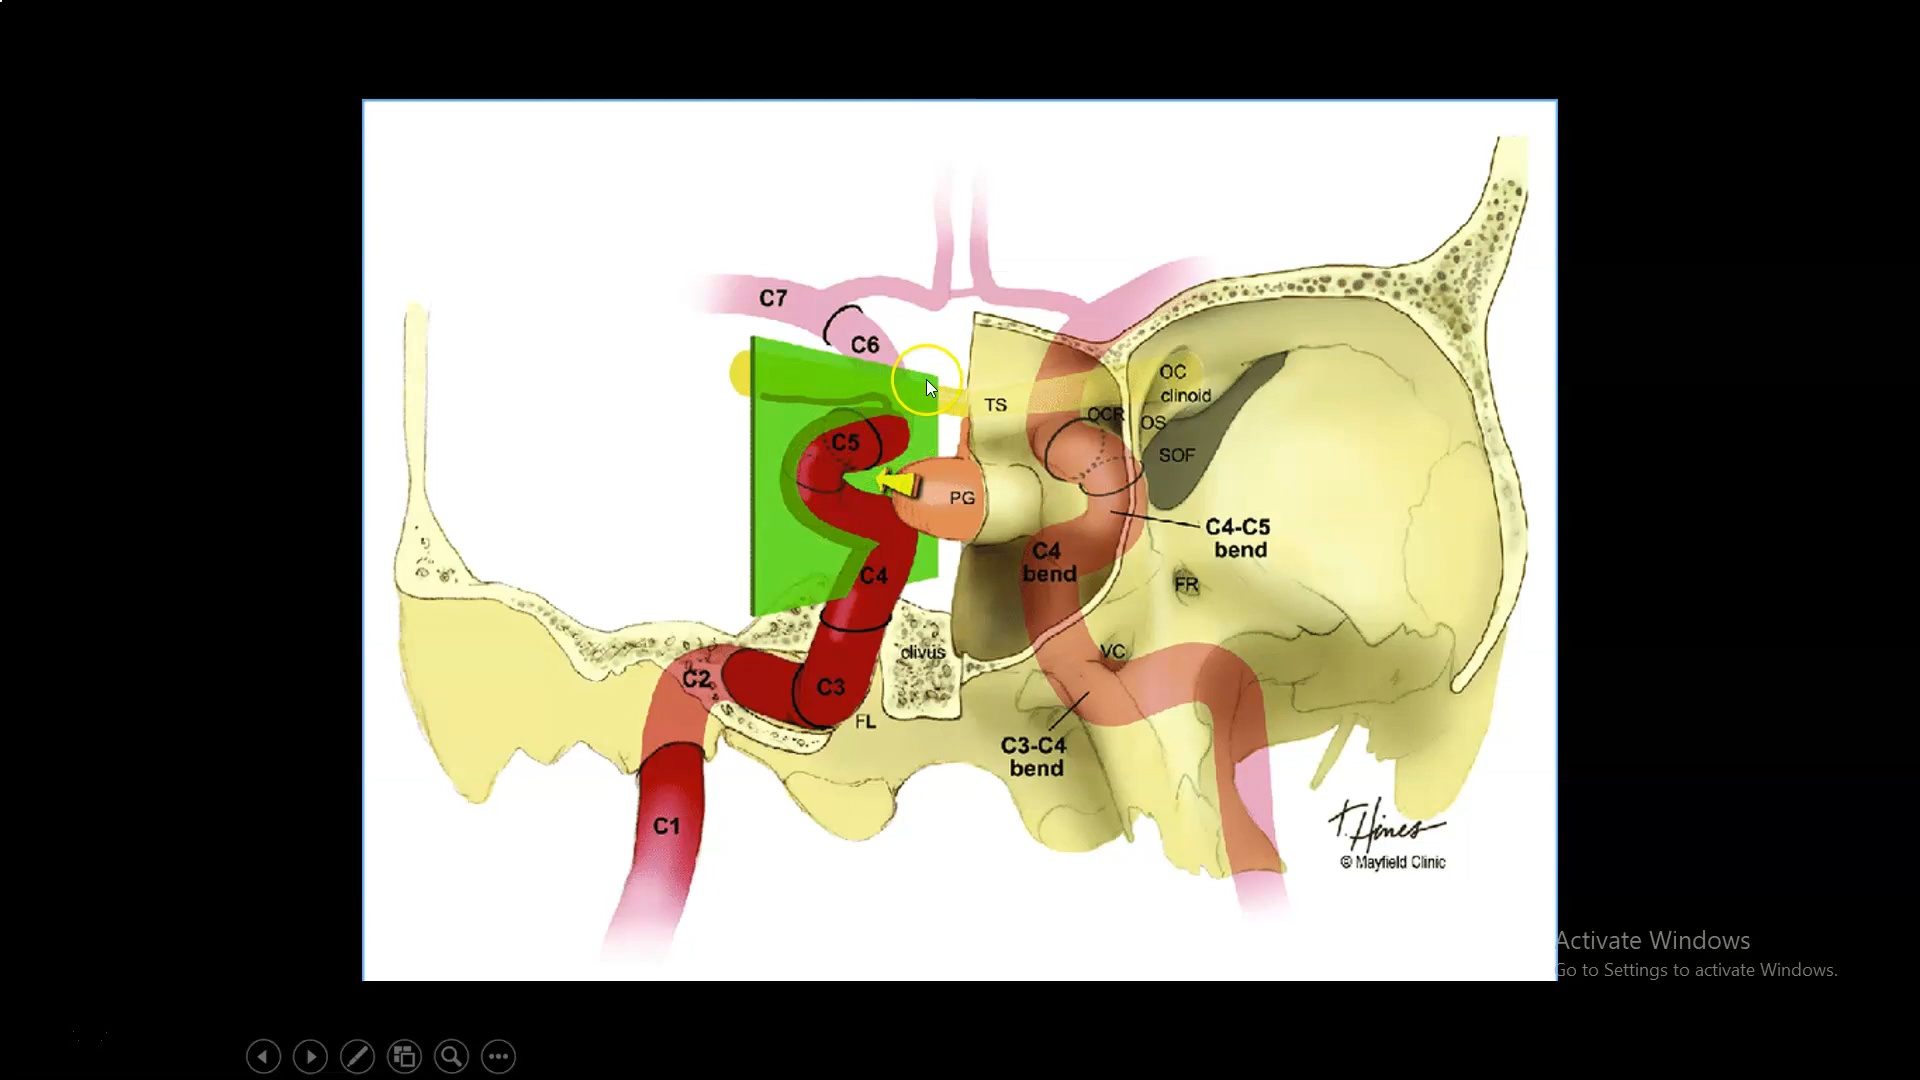 C7
C6
OC
clinoid
TS
OCR
OS
C5
SOF
PG
C4-C5
bend
C4
bend
C4
FR
clivus
VC
C2
C3
FL
C3-C4
bend
C1
T. Hines
© Mayfield Clinic
Activate Windows
Go to Settings to activate Windows.